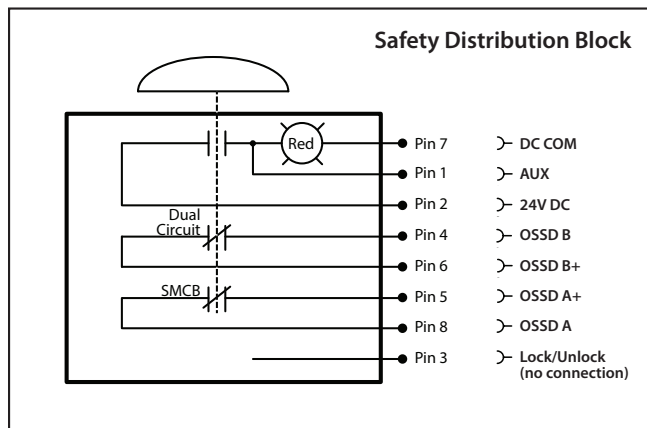 Safety Distribution Block
Red
Pin 7 DC COM
Pin 1 AUX
Pin 2 24V DC
Dual
Circuit
Pin 4 OSSD B
Pin 6 OSSD B+
SMCB
Pin 5 OSSD A+
Pin 8 OSSD A
Pin 3 Lock/Unlock
(no connection)